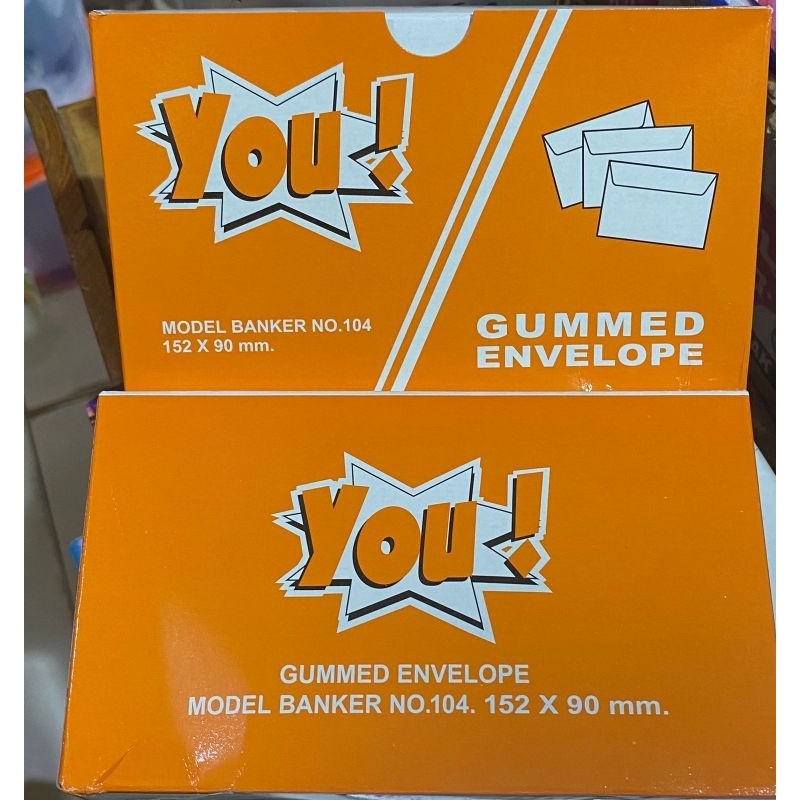 YOU!
MODEL BANKER NO.104
152 X 90 mm.
GUMMED
ENVELOPE
YOU!
GUMMED ENVELOPE
MODEL BANKER NO.104. 152 X 90 mm.